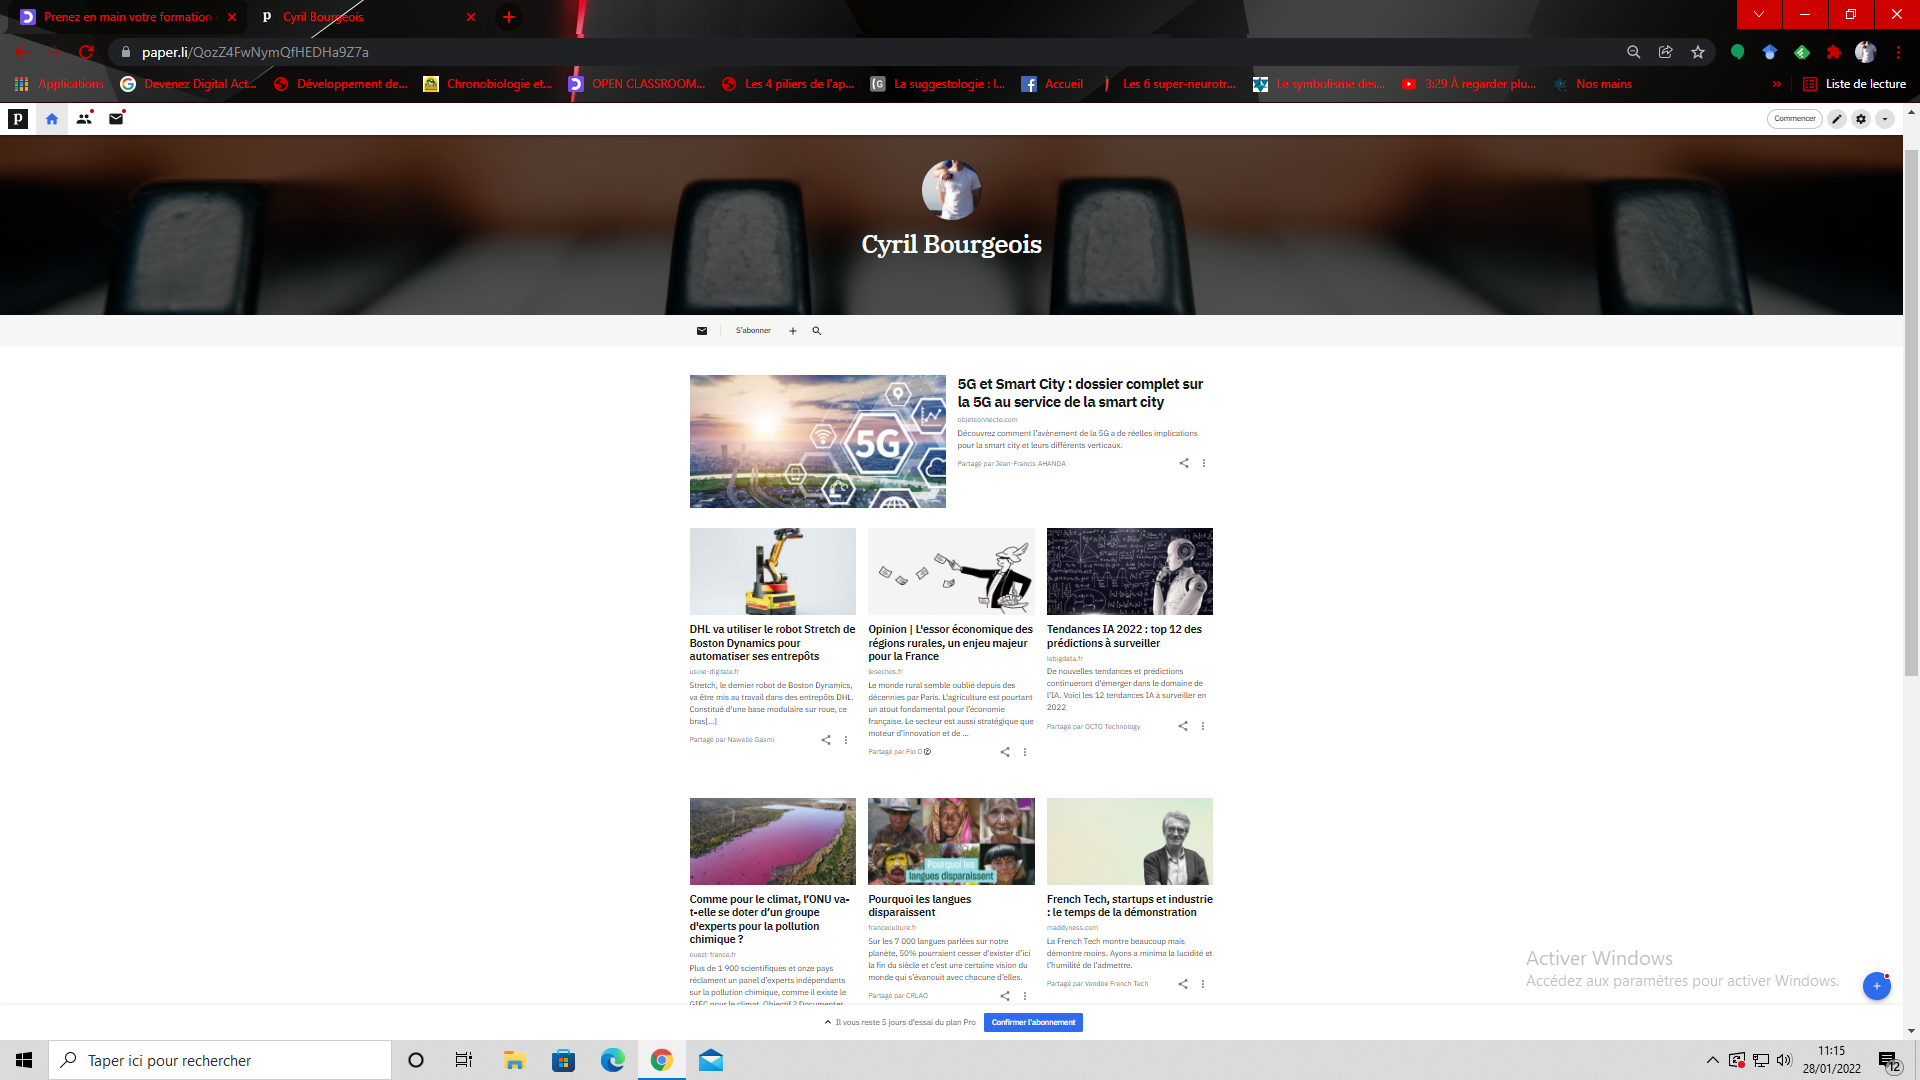 Prenez en main votre formation
Cyril Bourgeois
paper.li/QozZ4FwNymQfHEDHa9Z7a
Applications
Devenez Digital Act...
Développement de...
Chronobiologie et...
OPEN CLASSROOM...
Les 4 piliers de l'ap...
La suggestologie : l...
Accueil
Les 6 super-neurotr...
Le symbolisme des...
3:29 À regarder plu...
Nos mains
»
Liste de lecture
p
Commencer
Cyril Bourgeois
S'abonner
5G
5G et Smart City : dossier complet sur
la 5G au service de la smart city
objetconnecte.com
Découvrez comment l'avènement de la 5G a de réelles implications
pour la smart city et leurs différents verticaux.
Partagé par Jean-Francis AHANDA
DHL va utiliser le robot Stretch de
Boston Dynamics pour
automatiser ses entrepôts
usine-digitale.fr
Stretch, le dernier robot de Boston Dynamics,
va être mis au travail dans des entrepôts DHL.
Constitué d'une base modulaire sur roue, ce
bras[...]
Partagé par Nawelle Gasmi
Opinion | L'essor économique des
régions rurales, un enjeu majeur
pour la France
lesechos.fr
Le monde rural semble oublié depuis des
décennies par Paris. L'agriculture est pourtant
un atout fondamental pour l'économie
française. Le secteur est aussi stratégique que
moteur d'innovation et de ...
Partagé par Flo O
Tendances IA 2022 : top 12 des
prédictions à surveiller
lebigdata.fr
De nouvelles tendances et prédictions
continueront d'émerger dans le domaine de
l'IA. Voici les 12 tendances IA à surveiller en
2022
Partagé par OCTO Technology
Comme pour le climat, l'ONU va-
t-elle se doter d'un groupe
d'experts pour la pollution
chimique ?
ouest-france.fr
Plus de 1 900 scientifiques et onze pays
réclament un panel d'experts indépendants
sur la pollution chimique, comme il existe le
GIEC pour le climat. Objectif ? Documenter
Pourquoi les
langues disparaissent
Pourquoi les langues
disparaissent
franceculture.fr
Sur les 7 000 langues parlées sur notre
planète, 50% pourraient cesser d'exister d'ici
la fin du siècle et c'est une certaine vision du
monde qui s'évanouit avec chacune d'elles.
Partagé par CRLAO
French Tech, startups et industrie
: le temps de la démonstration
maddyness.com
La French Tech montre beaucoup mais
démontre moins. Ayons a minima la lucidité et
l'humilité de l'admettre.
Partagé par Vendée French Tech
Activer Windows
Accédez aux paramètres pour activer Windows.
Il vous reste 5 jours d'essai du plan Pro
Confirmer l'abonnement
Taper ici pour rechercher
11:15
28/01/2022
12